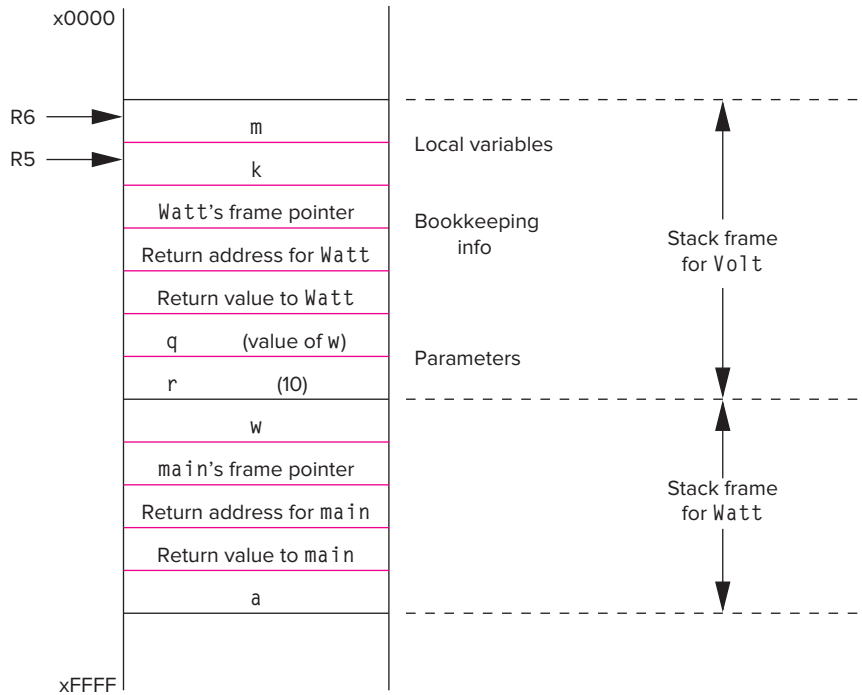 x0000
R6
m
Local variables
R5
k
Watt's frame pointer
Bookkeeping
info
Stack frame
for Volt
Return address for Watt
Return value to Watt
q (value of w)
Parameters
r (10)
w
main's frame pointer
Stack frame
for Watt
Return address for main
Return value to main
a
xFFFF